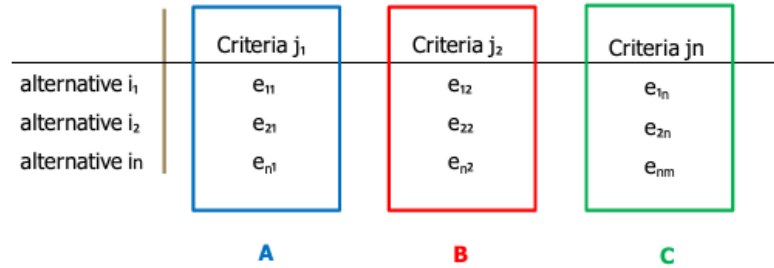 Criteria j₁ Criteria j₂ Criteria jn
alternative i₁ e₁₁ e₁₂ e₁ₙ
alternative i₂ e₂₁ e₂₂ e₂ₙ
alternative in eₙ₁ eₙ₂ eₙₘ
A B C